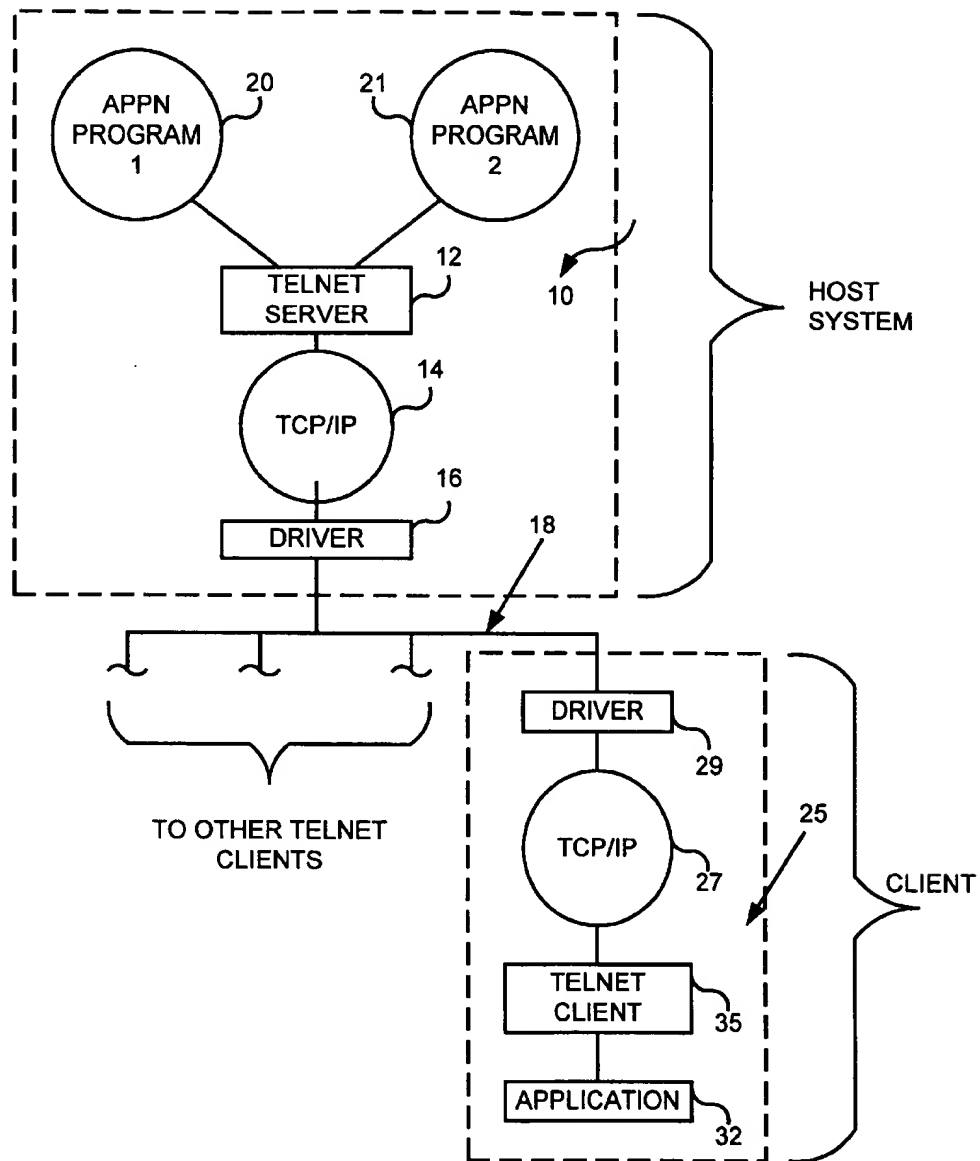 20
21
APPN
PROGRAM
1
APPN
PROGRAM
2
12
TELNET
SERVER
10
HOST
SYSTEM
14
TCP/IP
16
DRIVER
18
DRIVER
29
TO OTHER TELNET
CLIENTS
TCP/IP
27
25
CLIENT
TELNET
CLIENT
35
APPLICATION
32